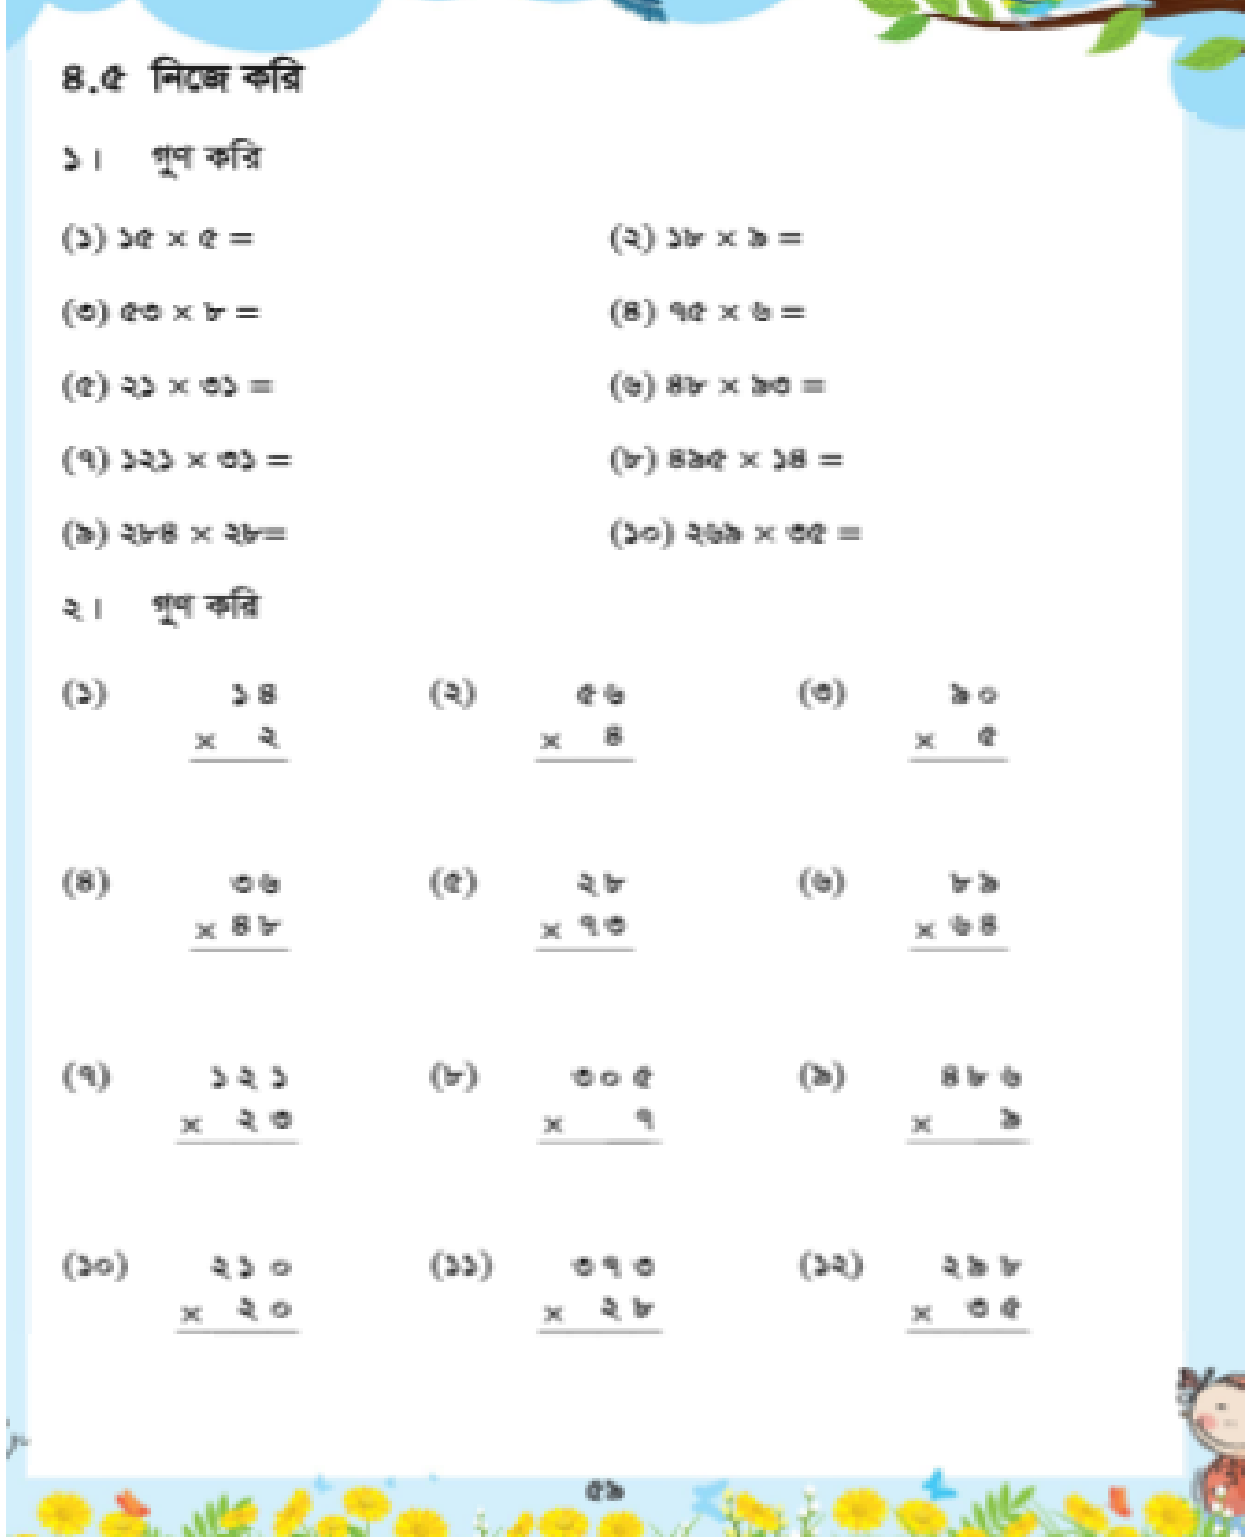 ৪.৫ নিজে করি
১। গুণ করি
(১) ১৫ × ৫ = (২) ১৮ × ৯ =
(৩) ৫৩ × ৮ = (৪) ৭৫ × ৬ =
(৫) ২১ × ৩১ = (৬) ৪৮ × ৯৩ =
(৭) ১২১ × ৩১ = (৮) ৪৯৫ × ১৪ =
(৯) ২৮৪ × ২৮= (১০) ২৬৯ × ৩৫ =
২। গুণ করি
(১) ১৪ (২) ৫৬ (৩) ৯০
× ২ × ৪ × ৫
(৪) ৩৬ (৫) ২৮ (৬) ৮৯
× ৪৮ × ৭৩ × ৬৪
(৭) ১২১ (৮) ৩০৫ (৯) ৪৮৬
× ২৩ × ৭ × ৯
(১০) ২১০ (১১) ৩৭৩ (১২) ২৯৮
× ২০ × ২৮ × ৩৫
৫৯